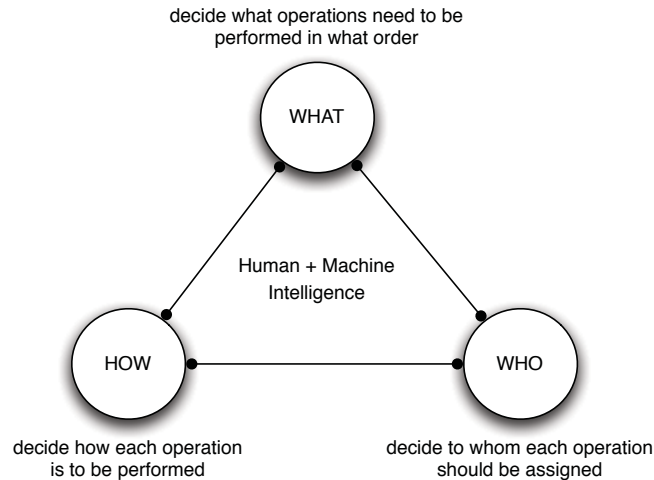 decide what operations need to be
performed in what order
WHAT
Human + Machine
Intelligence
HOW
WHO
decide how each operation
is to be performed
decide to whom each operation
should be assigned